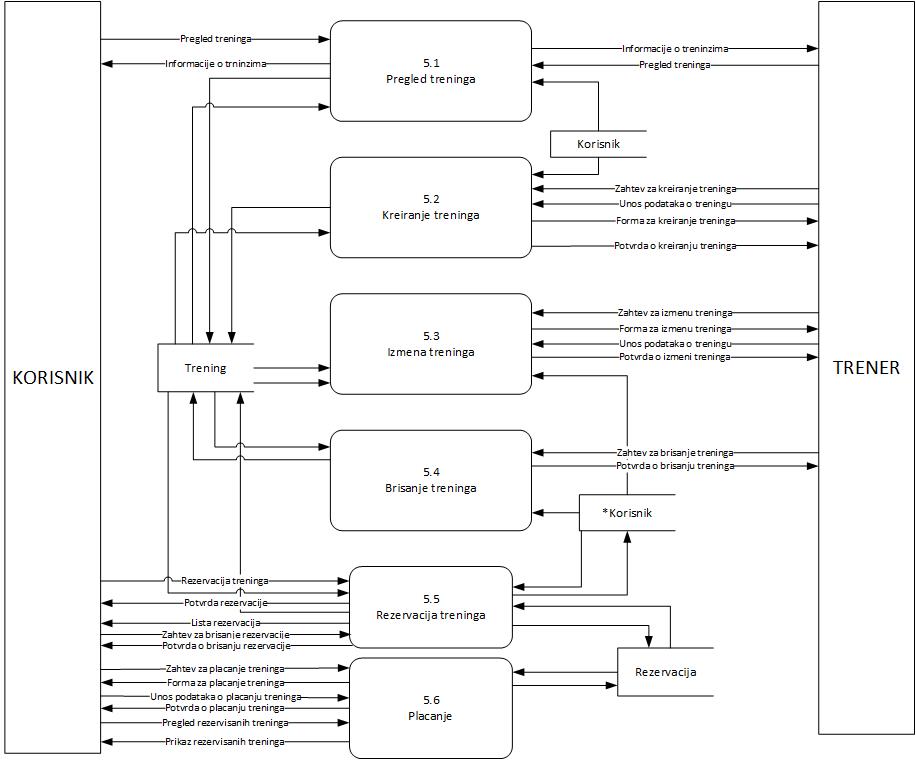 KORISNIK
TRENER
Pregled treninga
Informacije o trninzima
5.1
Pregled treninga
Informacije o treninzima
Pregled treninga
Korisnik
5.2
Kreiranje treninga
Zahtev za kreiranje treninga
Unos podataka o treningu
Forma za kreiranje treninga
Potvrda o kreiranju treninga
Trening
5.3
Izmena treninga
Zahtev za izmenu treninga
Forma za izmenu treninga
Unos podataka o treningu
Potvrda o izmeni treninga
5.4
Brisanje treninga
Zahtev za brisanje treninga
Potvrda o brisanju treninga
*Korisnik
Rezervacija treninga
Potvrda rezervacije
Lista rezervacija
Zahtev za brisanje rezervacije
Potvrda o brisanju rezervacije
5.5
Rezervacija treninga
Rezervacija
Zahtev za placanje treninga
Forma za placanje treninga
Unos podataka o placanju treninga
Potvrda o placanju treninga
Pregled rezervisanih treninga
Prikaz rezervisanih treninga
5.6
Placanje